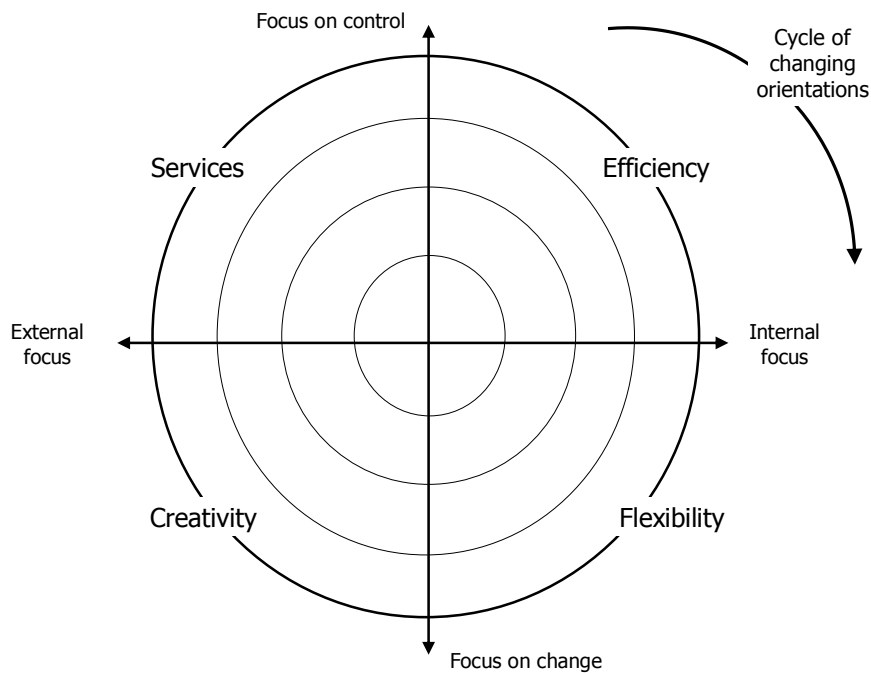 Focus on control
Cycle of
changing
orientations
Services
Efficiency
External
focus
Internal
focus
Creativity
Flexibility
Focus on change